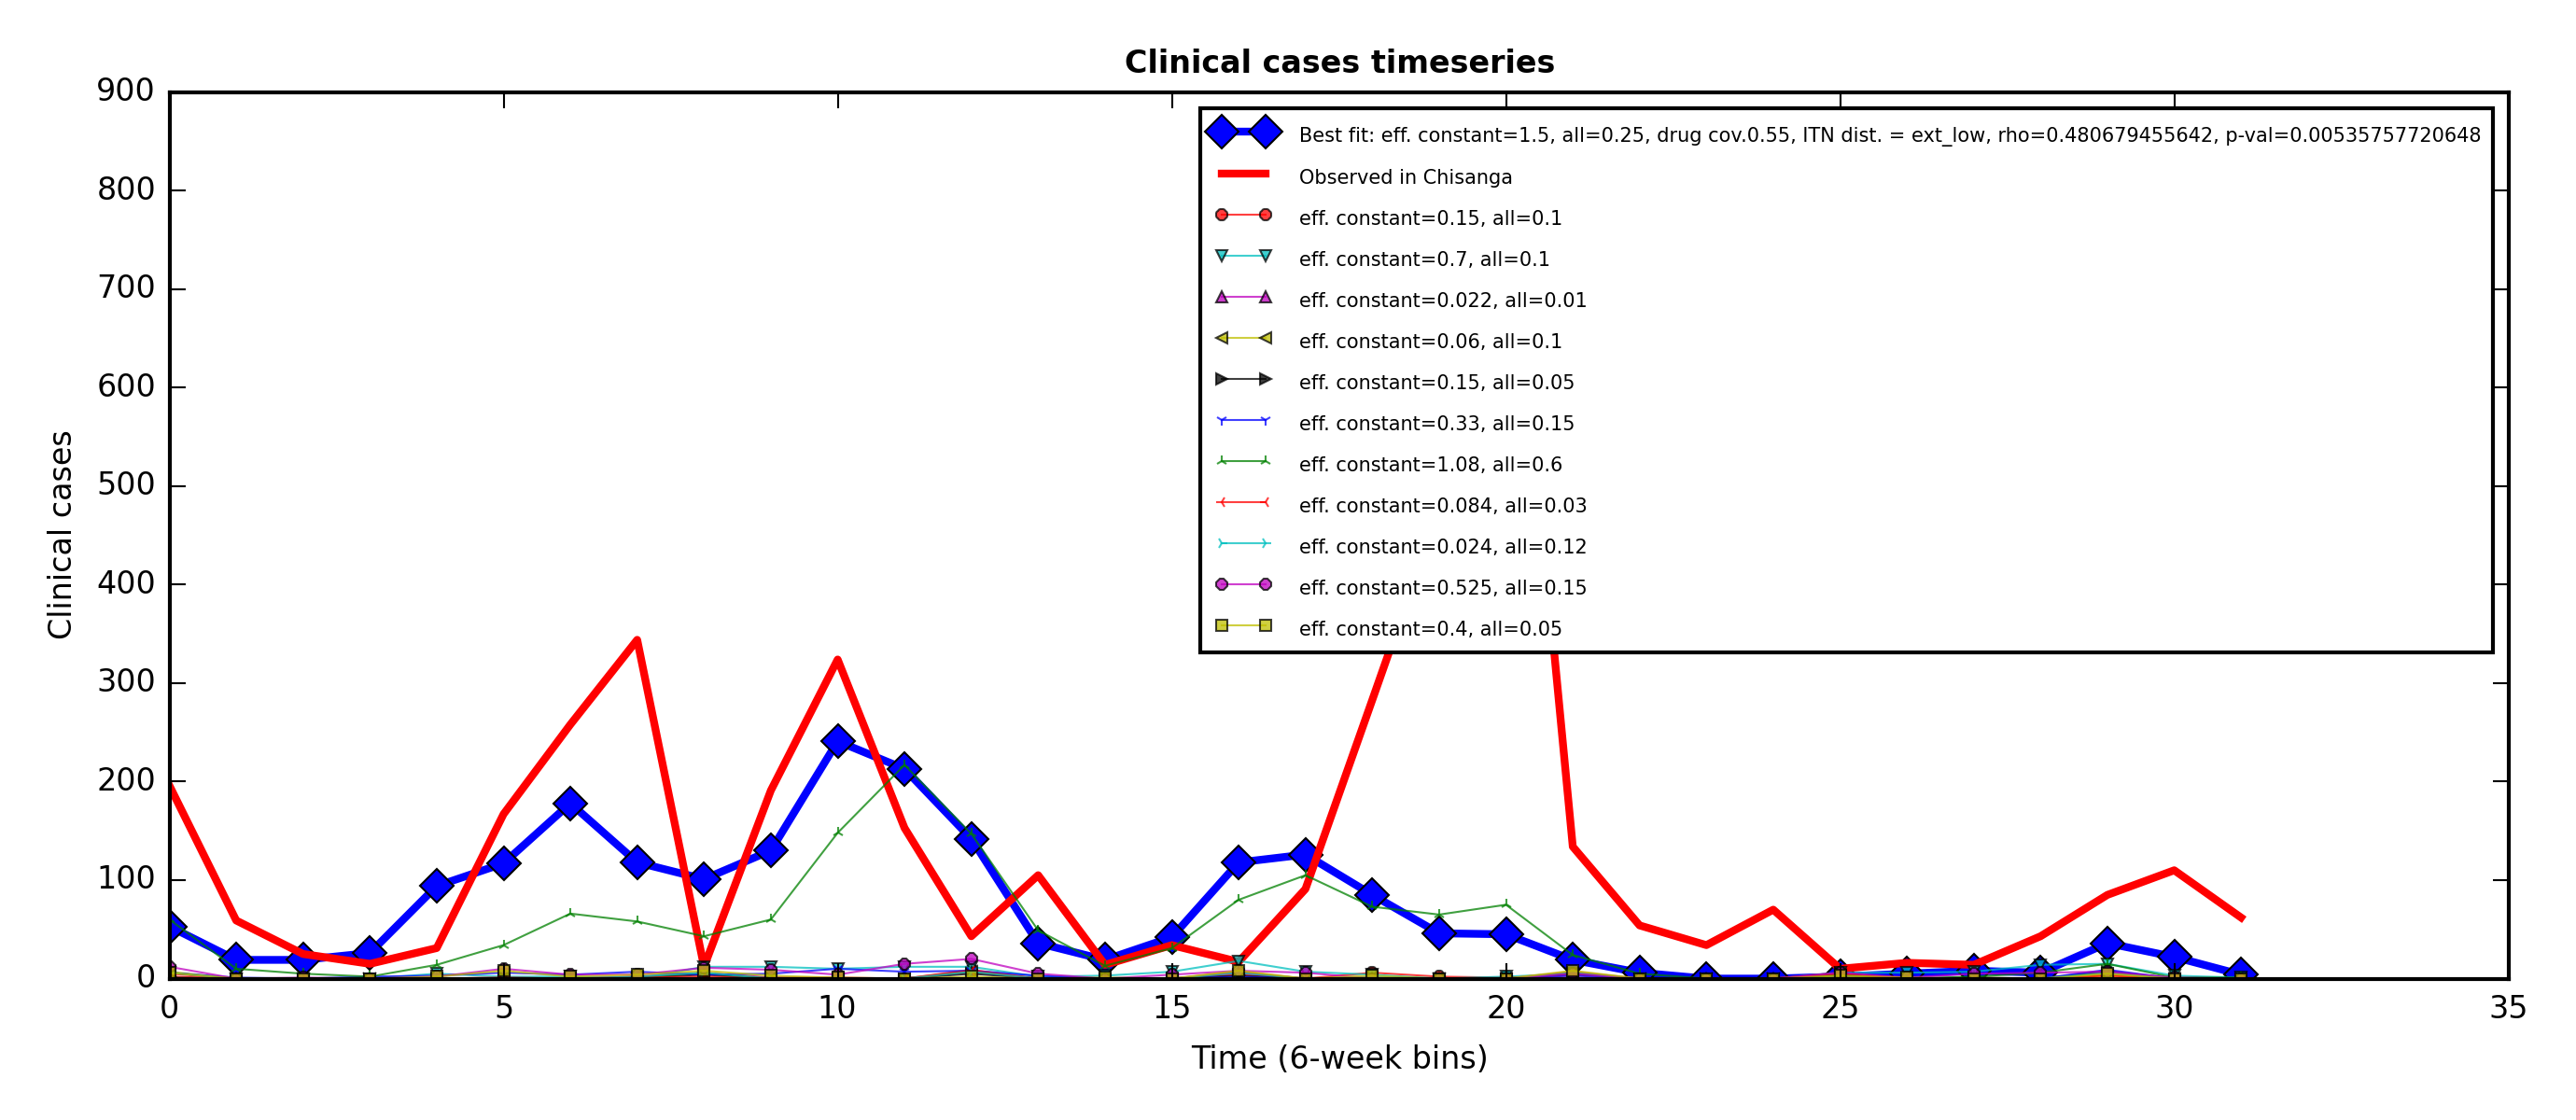 Clinical cases timeseries
900
800
700
600
500
400
300
200
100
0
Clinical cases
Best fit: eff. constant=1.5, all=0.25, drug cov.0.55, ITN dist. = ext_low, rho=0.480679455642, p-val=0.00535757720648
Observed in Chisanga
eff. constant=0.15, all=0.1
eff. constant=0.7, all=0.1
eff. constant=0.022, all=0.01
eff. constant=0.06, all=0.1
eff. constant=0.15, all=0.05
eff. constant=0.33, all=0.15
eff. constant=1.08, all=0.6
eff. constant=0.084, all=0.03
eff. constant=0.024, all=0.12
eff. constant=0.525, all=0.15
eff. constant=0.4, all=0.05
0 5 10 15 20 25 30 35
Time (6-week bins)